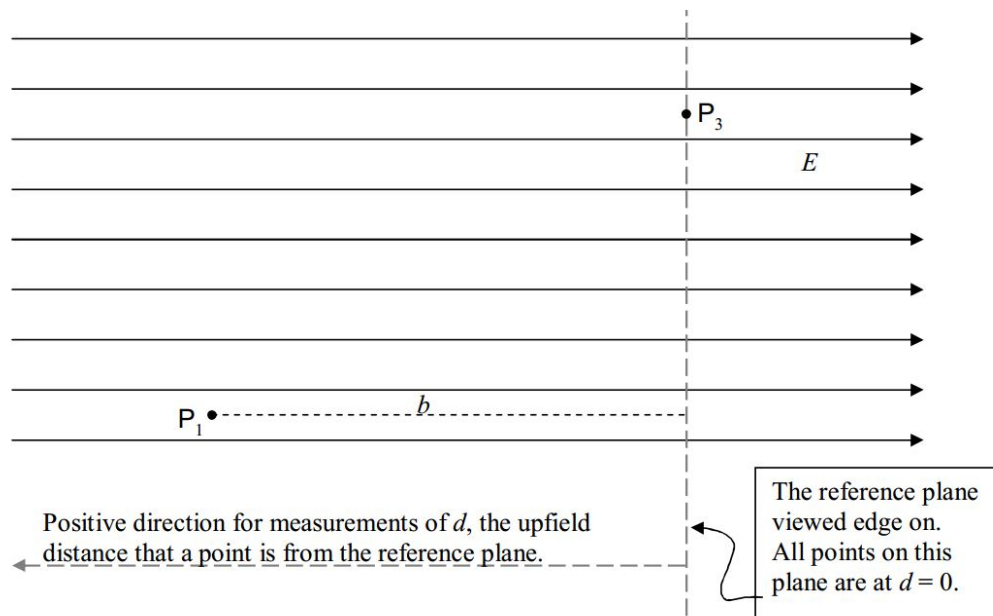 P3
E
b
P1
Positive direction for measurements of d, the upfield
distance that a point is from the reference plane.
The reference plane
viewed edge on.
All points on this
plane are at d = 0.